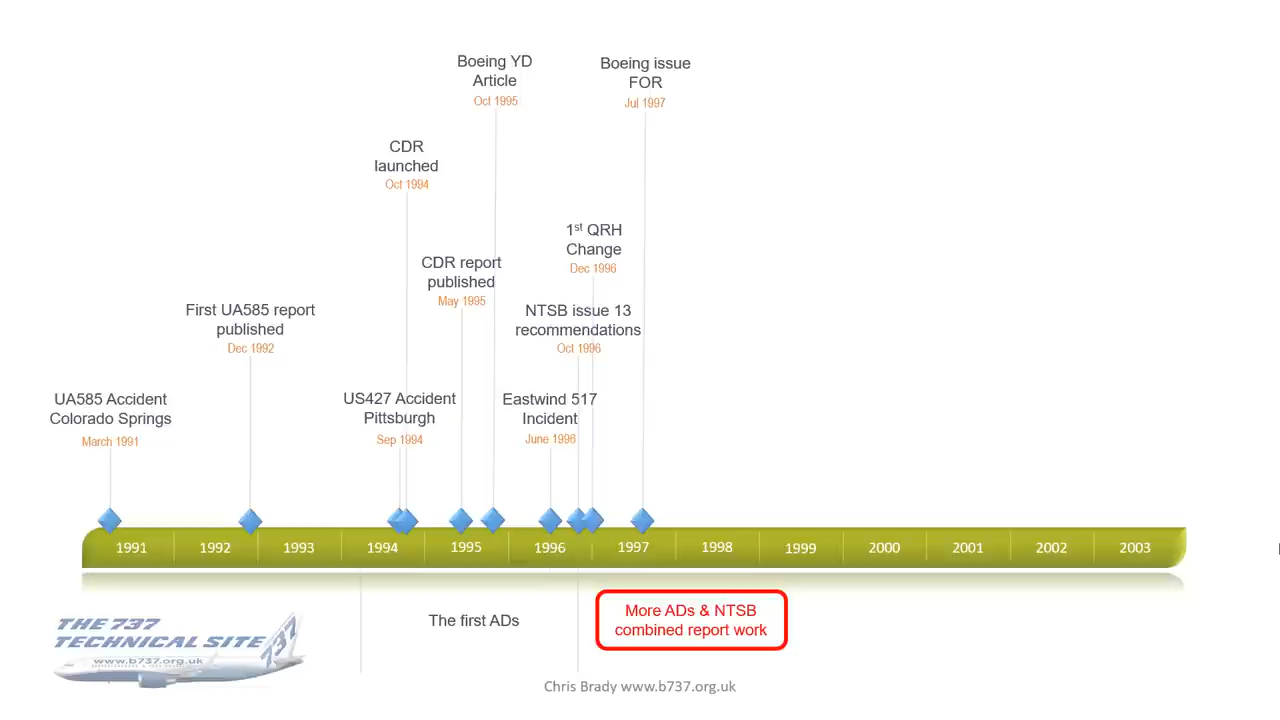 Boeing YD
Article
Oct 1995
Boeing issue
FOR
Jul 1997
CDR
launched
Oct 1994
1st QRH
Change
Dec 1996
CDR report
published
May 1995
First UA585 report
published
Dec 1992
NTSB issue 13
recommendations
Oct 1996
UA585 Accident
Colorado Springs
March 1991
US427 Accident
Pittsburgh
Sep 1994
Eastwind 517
Incident
June 1996
1991 1992 1993 1994 1995 1996 1997 1998 1999 2000 2001 2002 2003
The first ADs
More ADs & NTSB
combined report work
THE 737
TECHNICAL SITE
737
www.b737.org.uk
Chris Brady www.b737.org.uk